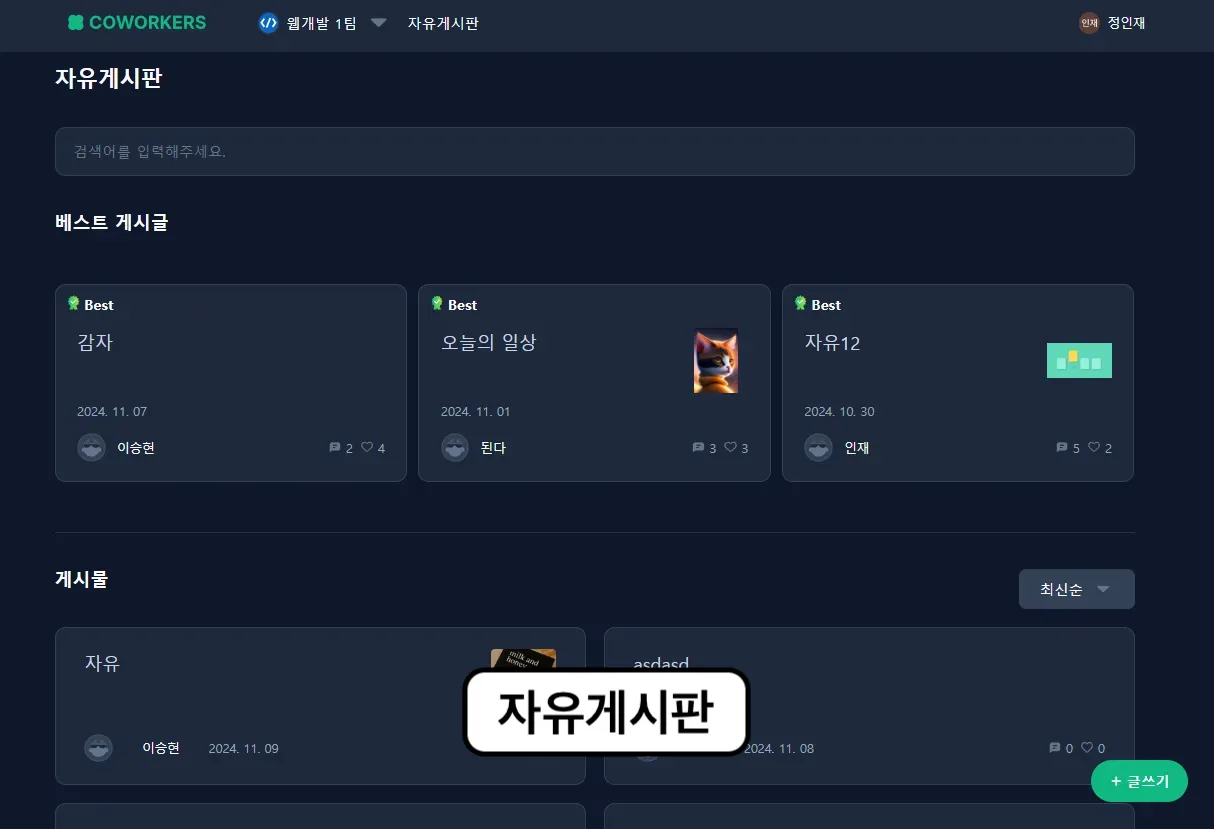 COWORKERS 웹개발 1팀 자유게시판 인재 정인재
자유게시판
검색어를 입력해주세요.
베스트 게시글
Best
감자
2024. 11. 07
이승현 2 4
Best
오늘의 일상
2024. 11. 01
된다 3 3
Best
자유12
2024. 10. 30
인재 5 2
게시물
최신순
자유
milk and
honey
이승현 2024. 11. 09
asdasd
2024. 11. 08 0 0
자유게시판
+ 글쓰기